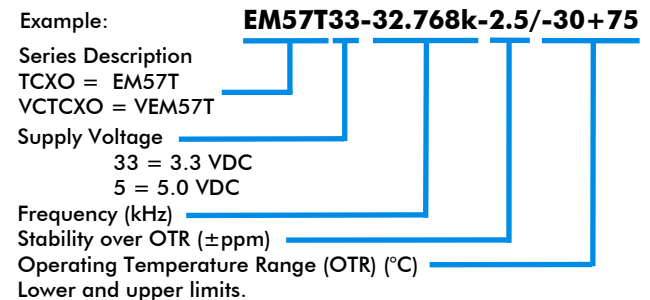 Example: EM57T33-32.768k-2.5/-30+75
Series Description
TCXO = EM57T
VCTCXO = VEM57T
Supply Voltage
33 = 3.3 VDC
5 = 5.0 VDC
Frequency (kHz)
Stability over OTR (±ppm)
Operating Temperature Range (OTR) (°C)
Lower and upper limits.